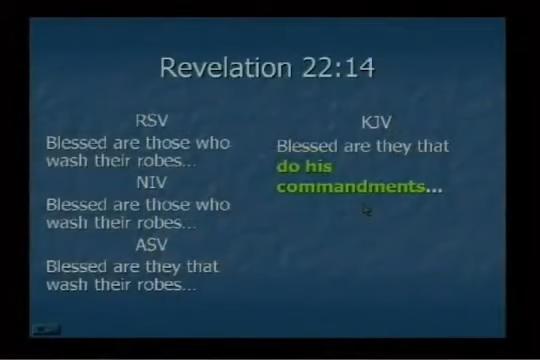 Revelation 22:14
RSV
Blessed are those who
wash their robes...
NIV
Blessed are those who
wash their robes...
ASV
Blessed are they that
wash their robes...
KJV
Blessed are they that
do his
commandments...